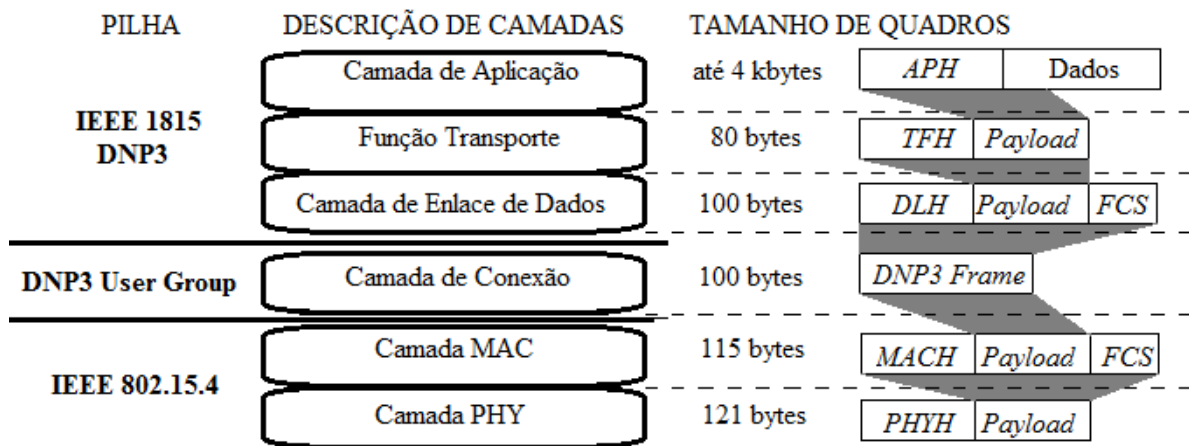 PILHA DESCRIÇÃO DE CAMADAS TAMANHO DE QUADROS
IEEE 1815
DNP3
Camada de Aplicação até 4 kbytes APH Dados
Função Transporte 80 bytes TFH Payload
Camada de Enlace de Dados 100 bytes DLH Payload FCS
DNP3 User Group Camada de Conexão 100 bytes DNP3 Frame
IEEE 802.15.4
Camada MAC 115 bytes MACH Payload FCS
Camada PHY 121 bytes PHYH Payload